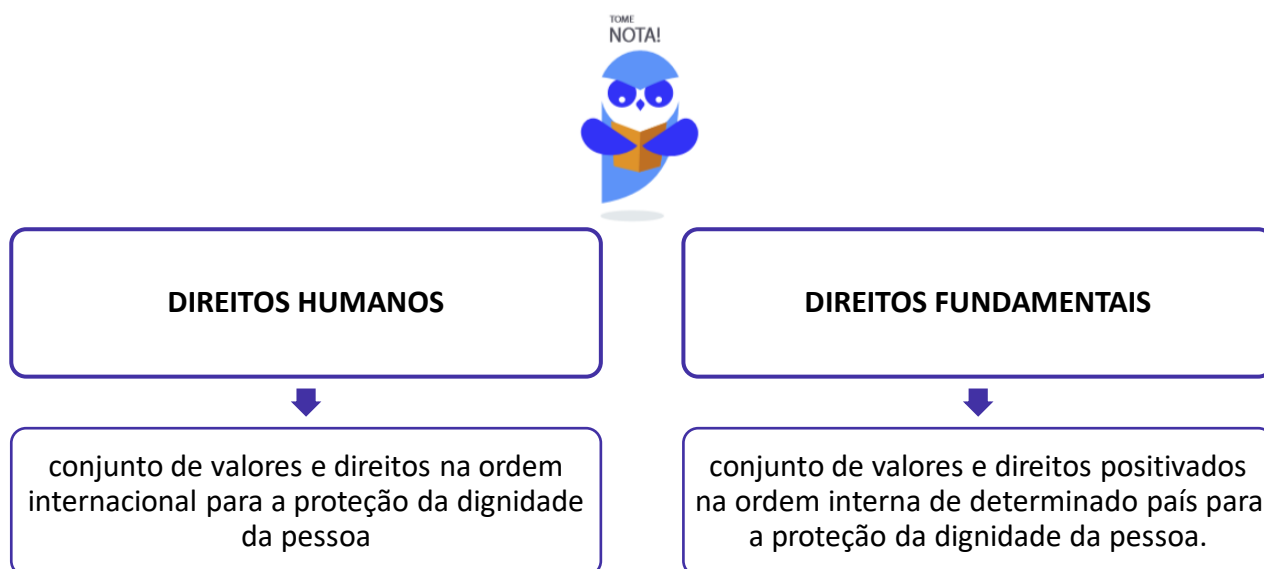 TOME
NOTA!
DIREITOS HUMANOS
DIREITOS FUNDAMENTAIS
conjunto de valores e direitos na ordem
internacional para a proteção da dignidade
da pessoa
conjunto de valores e direitos positivados
na ordem interna de determinado país para
a proteção da dignidade da pessoa.